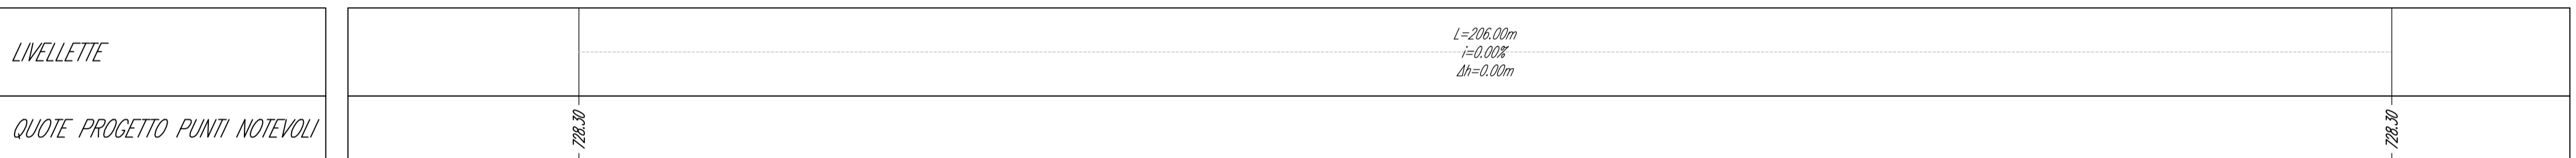 LIVELLETTE
L=206.00m
i=0.00%
Δh=0.00m
QUOTE PROGETTO PUNTI NOTEVOLI
728.30
728.30